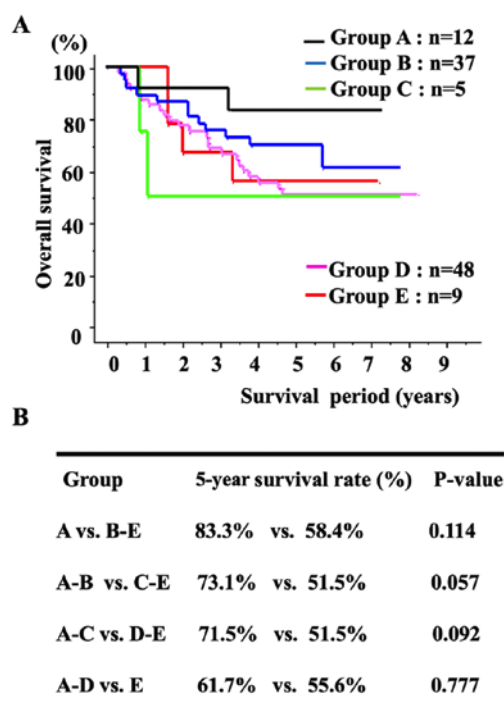 A
(%)
Group A : n=12
Group B : n=37
Group C : n=5
100
80
60
40
20
0
Overall survival
Group D : n=48
Group E : n=9
0 1 2 3 4 5 6 7 8 9
Survival period (years)
B
Group 5-year survival rate (%) P-value
A vs. B-E 83.3% vs. 58.4% 0.114
A-B vs. C-E 73.1% vs. 51.5% 0.057
A-C vs. D-E 71.5% vs. 51.5% 0.092
A-D vs. E 61.7% vs. 55.6% 0.777